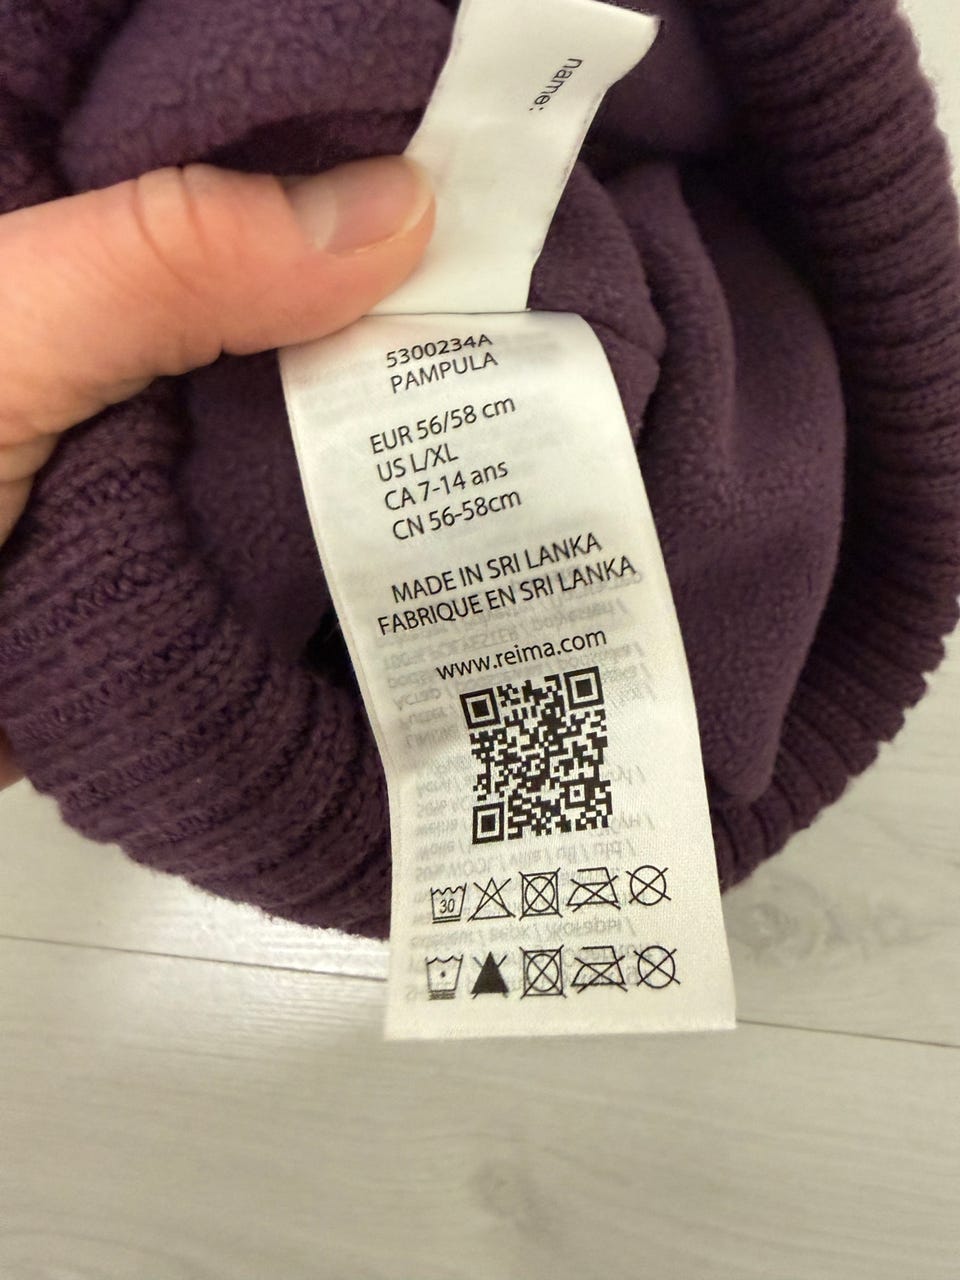 name:
5300234A
PAMPULA
EUR 56/58 cm
US L/XL
CA 7-14 ans
CN 56-58cm
MADE IN SRI LANKA
FABRIQUE EN SRI LANKA
www.reima.com
30